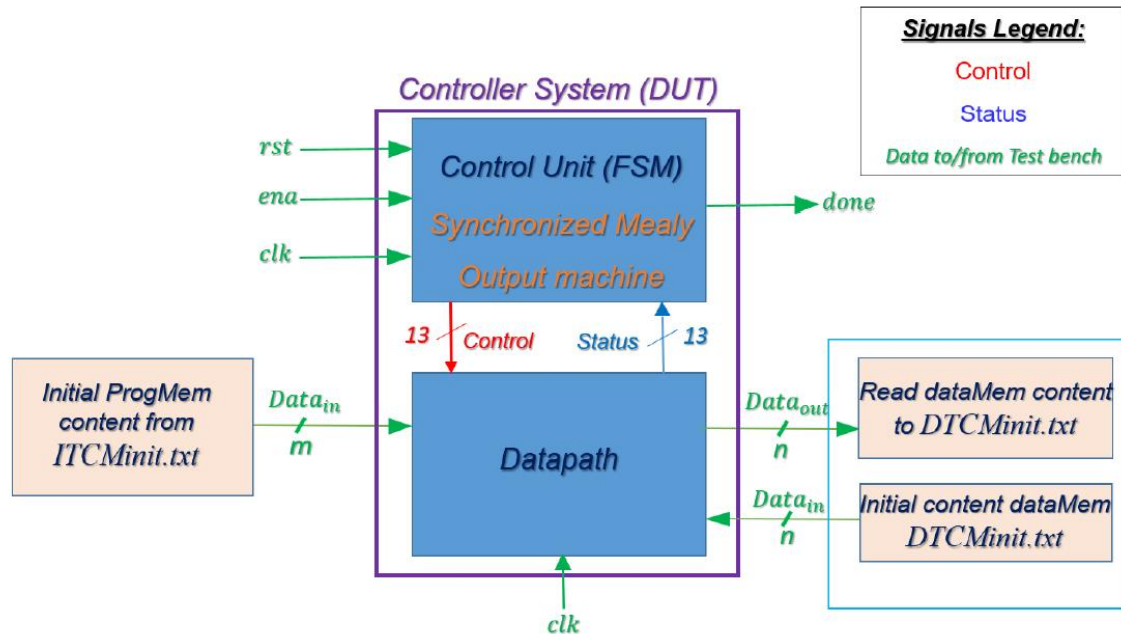 Signals Legend:
Control
Status
Data to/from Test bench
Controller System (DUT)
rst
ena
clk
Control Unit (FSM)
Synchronized Mealy
Output machine
done
13
Control
Status
13
Initial ProgMem
content from
ITCMinit.txt
Data_in
m
Datapath
Data_out
n
Read dataMem content
to DTCMinit.txt
Data_in
n
Initial content dataMem
DTCMinit.txt
clk